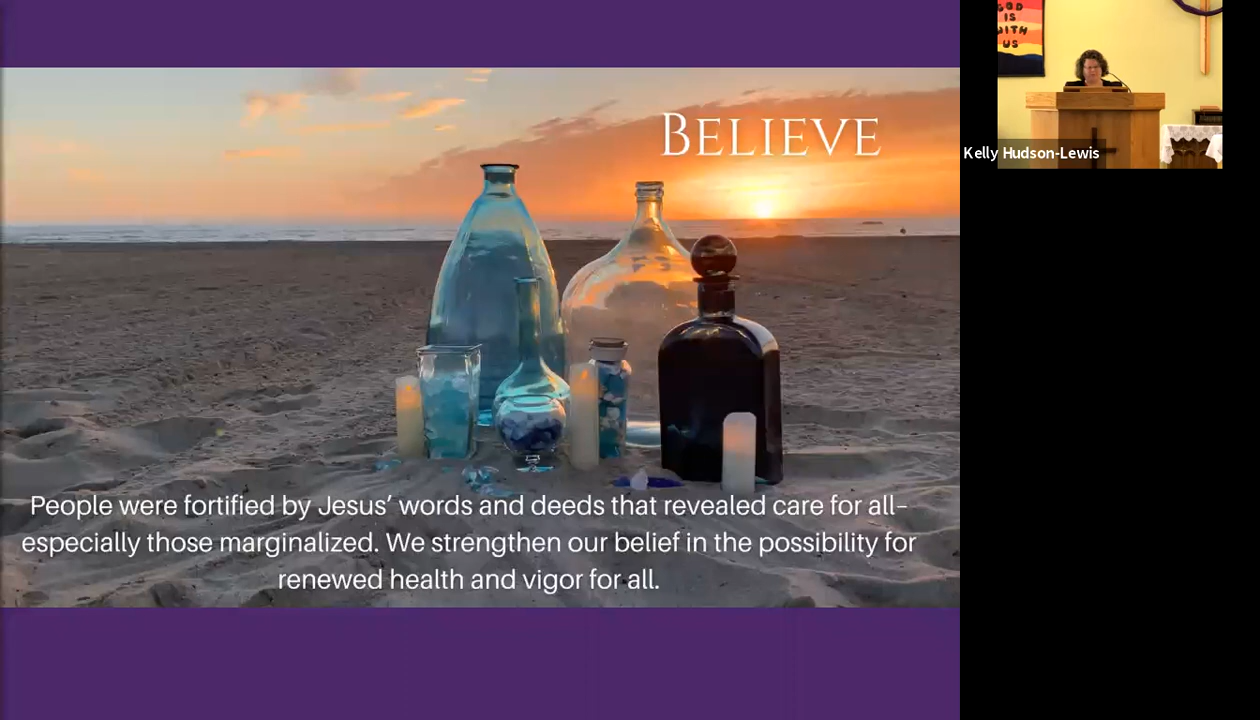 BELIEVE
People were fortified by Jesus’ words and deeds that revealed care for all–
especially those marginalized. We strengthen our belief in the possibility for
renewed health and vigor for all.
GOD
IS
WITH
US
Kelly Hudson-Lewis